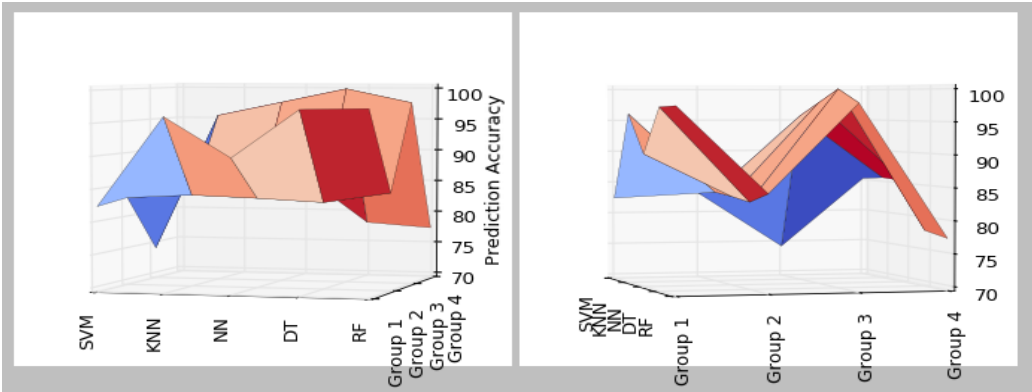 100
95
90
85
80
75
70
Prediction Accuracy
SVM
KNN
NN
DT
RF
Group 1
Group 2
Group 3
Group 4
100
95
90
85
80
75
70
SVM
KNN
NN
DT
RF
Group 1
Group 2
Group 3
Group 4